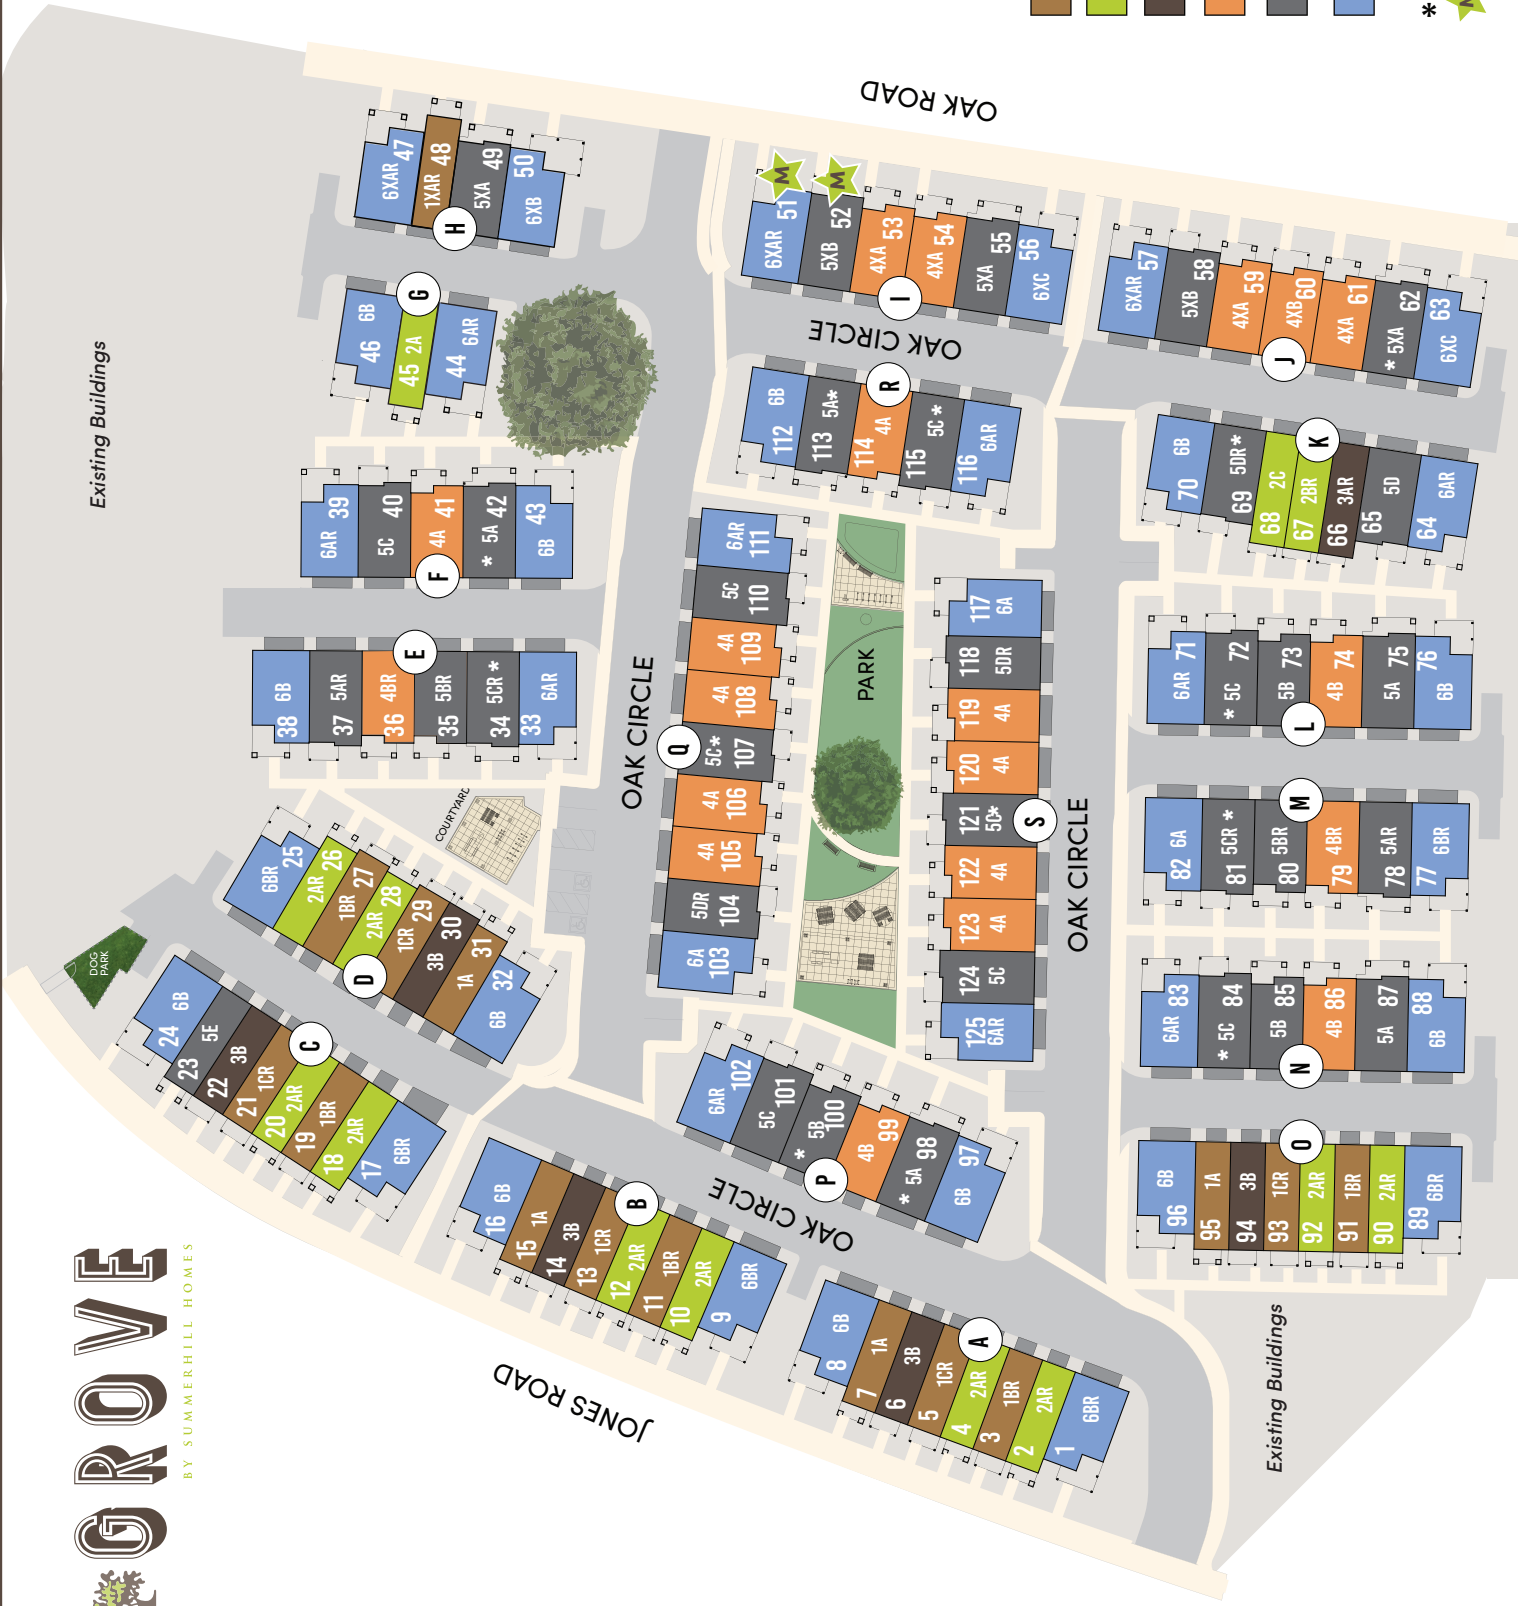 GROVE
BY SUMMERHILL HOMES
Existing Buildings
OAK ROAD
DOG
PARK
COURTYARD
OAK CIRCLE
OAK CIRCLE
PARK
OAK CIRCLE
OAK CIRCLE
JONES ROAD
Existing Buildings
*
M
M
A
8 6B
7 1A
6 3B
5 1CR
4 2AR
3 1BR
2 2AR
1 6BR
B
16 6B
15 1A
14 3B
13 1CR
12 2AR
11 1BR
10 2AR
9 6BR
C
24 6B
23 5E
22 3B
21 1CR
20 2AR
19 1BR
18 2AR
17 6BR
D
6BR 25
2AR 26
1BR 27
2AR 28
1CR 29
3B 30
1A 31
6B 32
E
38 6B
37 5AR
36 4BR
35 5BR
34 5CR *
33 6AR
F
6AR 39
5C 40
4A 41
* 5A 42
6B 43
G
46 6B
45 2A
44 6AR
H
6XAR 47
1XAR 48
5XA 49
6XB 50
I
6XAR 51
5XB 52
4XA 53
4XA 54
5XA 55
6XC 56
J
6XAR 57
5XB 58
4XA 59
4XB 60
4XA 61
* 5XA 62
6XC 63
K
70 6B
69 5DR*
68 2C
67 2BR
66 3AR
65 5D
64 6AR
L
6AR 71
* 5C 72
5B 73
4B 74
5A 75
6B 76
M
82 6A
81 5CR *
80 5BR
79 4BR
78 5AR
77 6BR
N
6AR 83
* 5C 84
5B 85
4B 86
5A 87
6B 88
O
96 6B
95 1A
94 3B
93 1CR
92 2AR
91 1BR
90 2AR
89 6BR
P
6AR 102
5C 101
* 5B 100
4B 99
* 5A 98
6B 97
Q
6AR 111
5C 110
4A 109
4A 108
5C* 107
4A 106
4A 105
5DR 104
6A 103
R
112 6B
113 5A*
114 4A
115 5C*
116 6AR
S
117 6A
118 5DR
119 4A
120 4A
121 5C*
122 4A
123 4A
124 5C
125 6AR